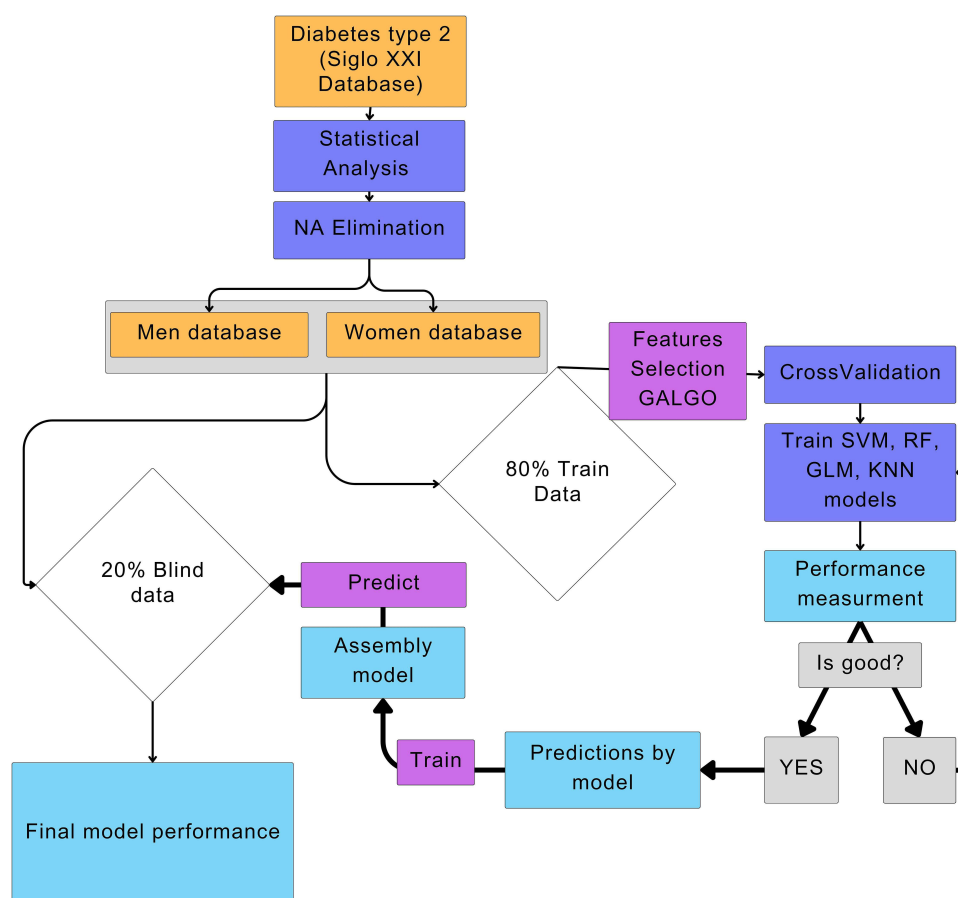 Diabetes type 2
(Siglo XXI
Database)
Statistical
Analysis
NA Elimination
Men database
Women database
Features
Selection
GALGO
CrossValidation
Train SVM, RF,
GLM, KNN
models
80% Train
Data
20% Blind
data
Predict
Performance
measurment
Assembly
model
Is good?
Train
Predictions by
model
YES
NO
Final model performance